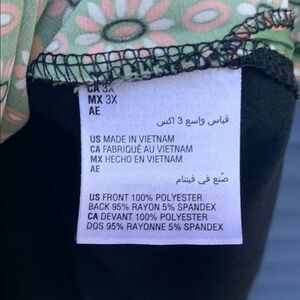 CA 3X
MX 3X
AE
قياس واسع 3 اكس
US MADE IN VIETNAM
CA FABRIQUÉ AU VIETNAM
MX HECHO EN VIETNAM
AE
صُنع في فيتنام
US FRONT 100% POLYESTER
BACK 95% RAYON 5% SPANDEX
CA DEVANT 100% POLYESTER
DOS 95% RAYONNE 5% SPANDEX